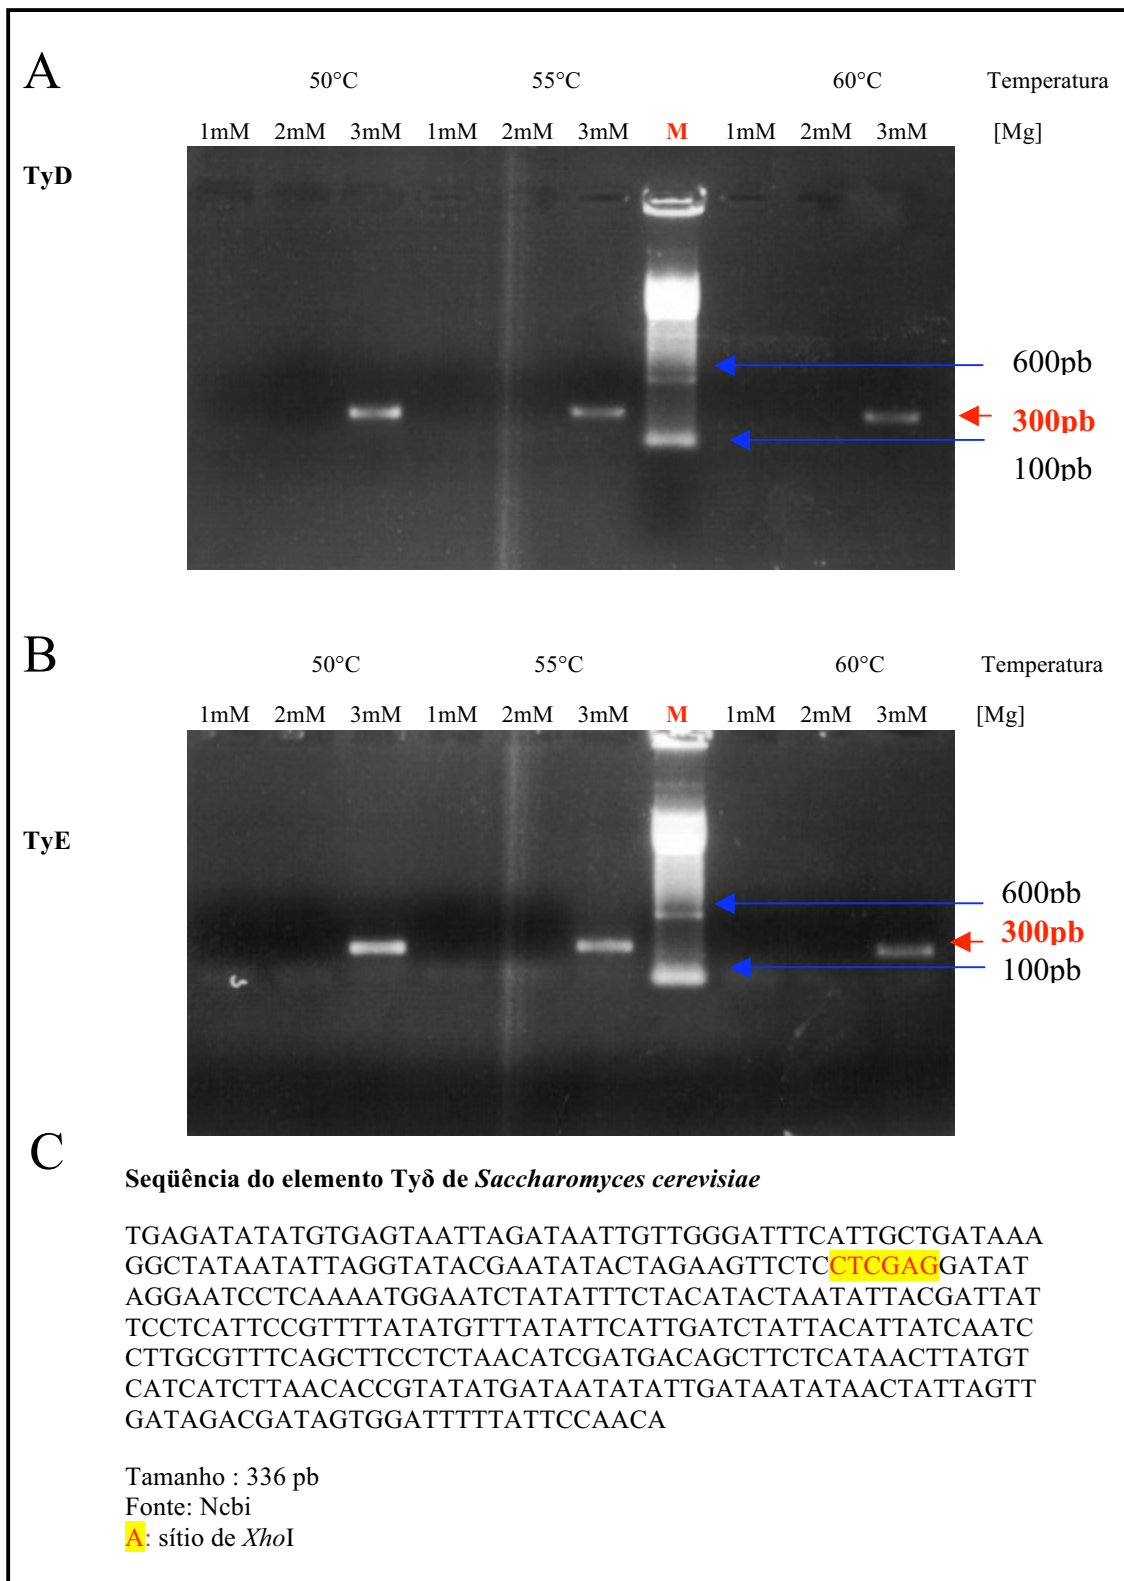 A
50°C 55°C 60°C Temperatura
1mM 2mM 3mM 1mM 2mM 3mM M 1mM 2mM 3mM [Mg]
TyD
600pb
300pb
100pb
B
50°C 55°C 60°C Temperatura
1mM 2mM 3mM 1mM 2mM 3mM M 1mM 2mM 3mM [Mg]
TyE
600pb
300pb
100pb
C
Seqüência do elemento Tyδ de Saccharomyces cerevisiae
TGAGATATATGTGAGTAATTAGATAATTGTTGGGATTTCATTGCTGATAAA
GGCTATAATATTAGGTATACGAATATACTAGAAGTTCTCCTCGAGGATAT
AGGAATCCTCAAAATGGAATCTATATTTCTACATACTAATATTACGATTAT
TCCTCATTCCGTTTTATATGTTTATATTCATTGATCTATTACATTATCAATC
CTTGCGTTTCAGCTTCCTCTAACATCGATGACAGCTTCTCATAACTTATGT
CATCATCTTAACACCGTATATGATAATATATTGATAATATAACTATTAGTT
GATAGACGATAGTGGATTTTTATTCCAACA
Tamanho : 336 pb
Fonte: Ncbi
A: sítio de XhoI